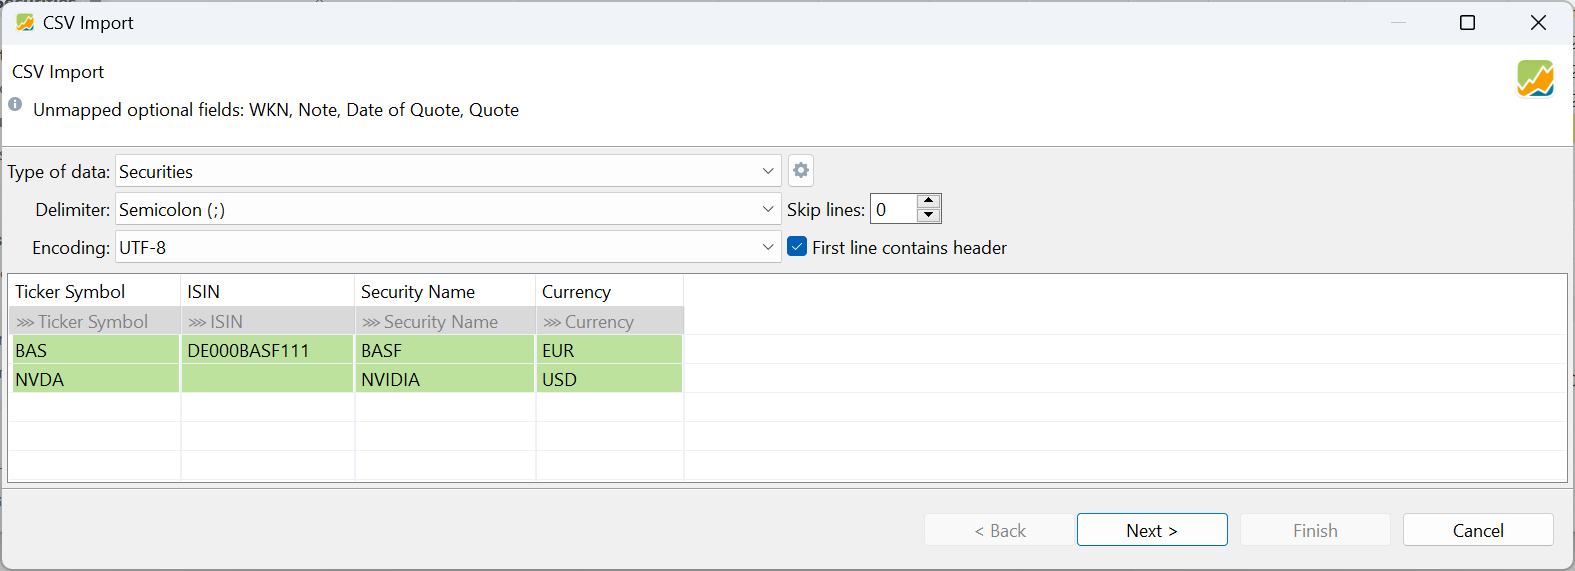 CSV Import
CSV Import
Unmapped optional fields: WKN, Note, Date of Quote, Quote
Type of data: Securities
Delimiter: Semicolon (;) Skip lines: 0
Encoding: UTF-8 First line contains header
Ticker Symbol ISIN Security Name Currency
⋙ Ticker Symbol ⋙ ISIN ⋙ Security Name ⋙ Currency
BAS DE000BASF111 BASF EUR
NVDA NVIDIA USD
< Back Next > Finish Cancel